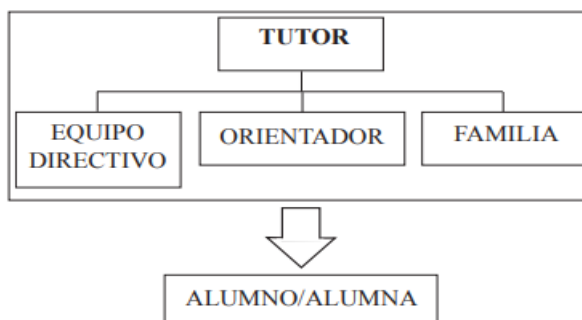 TUTOR
EQUIPO
DIRECTIVO
ORIENTADOR
FAMILIA
ALUMNO/ALUMNA